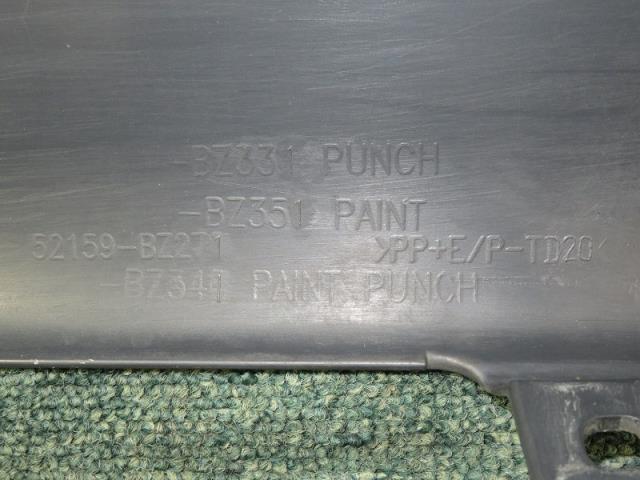 -BZ331 PUNCH
-BZ351 PAINT
52159-BZ271 >PP+E/P-TD20<
-BZ341 PAINT PUNCH